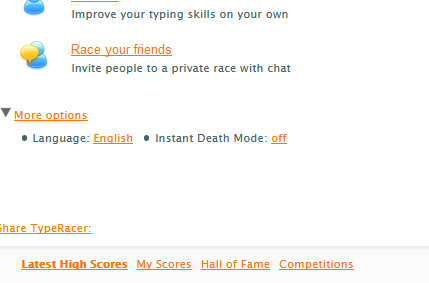 Improve your typing skills on your own
Race your friends
Invite people to a private race with chat
More options
Language: English Instant Death Mode: off
Share TypeRacer:
Latest High Scores My Scores Hall of Fame Competitions